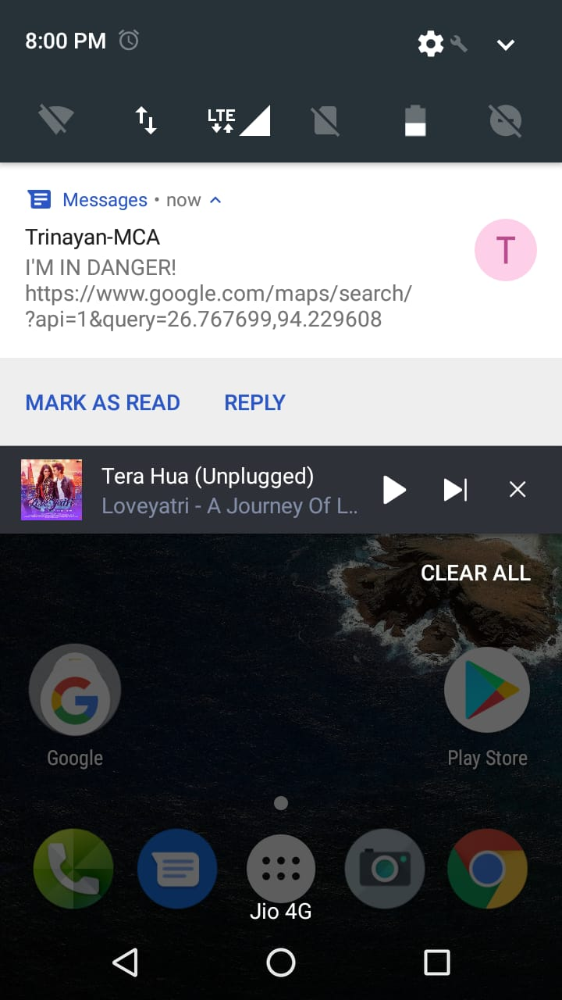 8:00 PM
LTE
Messages • now
Trinayan-MCA
T
I'M IN DANGER!
https://www.google.com/maps/search/
?api=1&query=26.767699,94.229608
MARK AS READ
REPLY
Tera Hua (Unplugged)
Loveyatri - A Journey Of L..
CLEAR ALL
Google
Play Store
Jio 4G